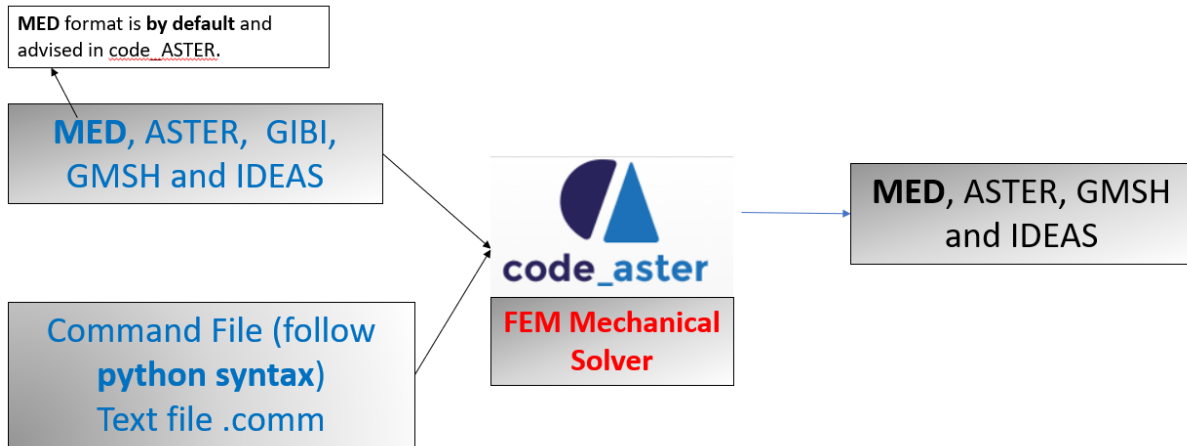 MED format is by default and
advised in code_ASTER.
MED, ASTER, GIBI,
GMSH and IDEAS
Command File (follow
python syntax)
Text file .comm
code_aster
FEM Mechanical
Solver
MED, ASTER, GMSH
and IDEAS